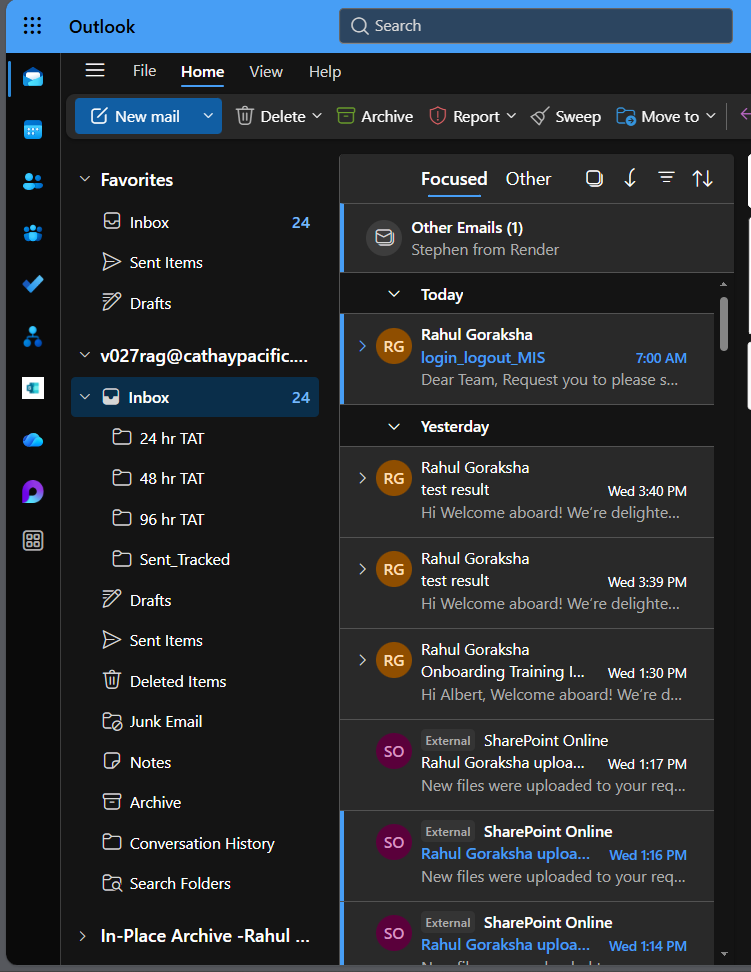 Outlook
Search
File Home View Help
New mail Delete Archive Report Sweep Move to
Favorites
Inbox 24
Sent Items
Drafts
v027rag@cathaypacific....
Inbox 24
24 hr TAT
48 hr TAT
96 hr TAT
Sent_Tracked
Drafts
Sent Items
Deleted Items
Junk Email
Notes
Archive
Conversation History
Search Folders
In-Place Archive -Rahul ...
Focused Other
Other Emails (1)
Stephen from Render
Today
RG
Rahul Goraksha
login_logout_MIS 7:00 AM
Dear Team, Request you to please s...
Yesterday
RG
Rahul Goraksha
test result Wed 3:40 PM
Hi Welcome aboard! We're delighte...
RG
Rahul Goraksha
test result Wed 3:39 PM
Hi Welcome aboard! We're delighte...
RG
Rahul Goraksha
Onboarding Training I... Wed 1:30 PM
Hi Albert, Welcome aboard! We're d...
SO
External SharePoint Online
Rahul Goraksha uploa... Wed 1:17 PM
New files were uploaded to your req...
SO
External SharePoint Online
Rahul Goraksha uploa... Wed 1:16 PM
New files were uploaded to your req...
SO
External SharePoint Online
Rahul Goraksha uploa... Wed 1:14 PM